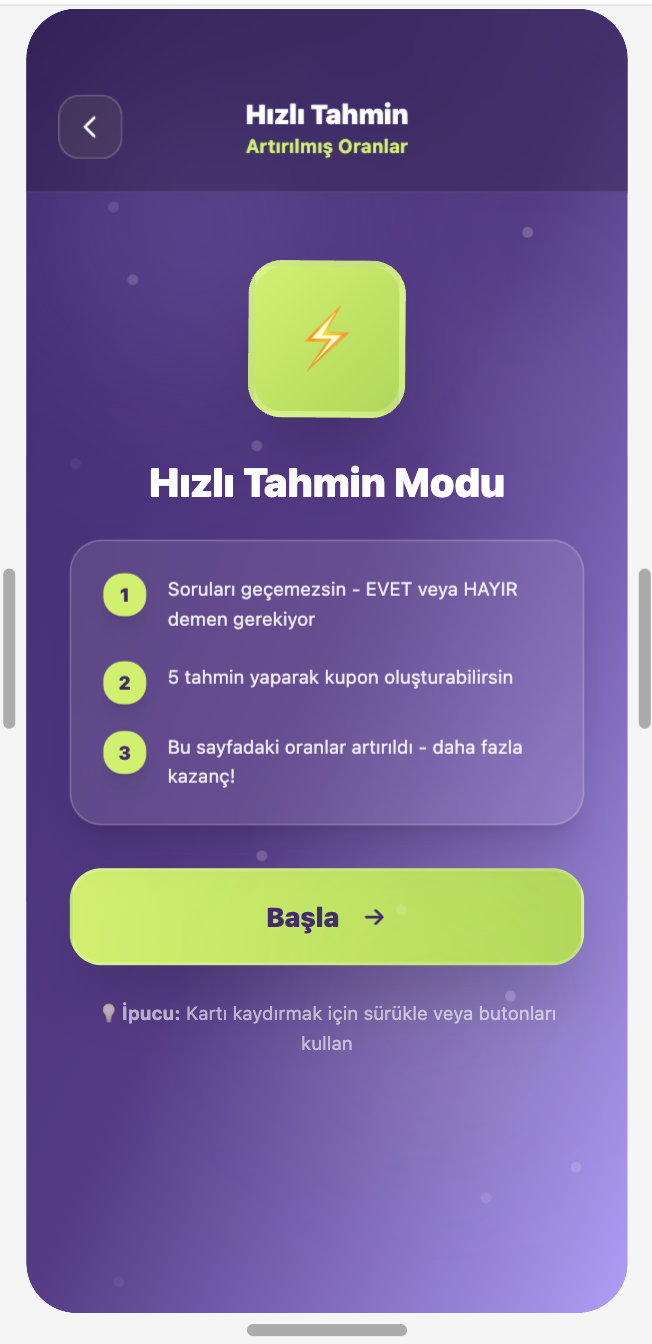 Hızlı Tahmin
Artırılmış Oranlar
Hızlı Tahmin Modu
1 Soruları geçemezsin - EVET veya HAYIR
demen gerekiyor
2 5 tahmin yaparak kupon oluşturabilirsin
3 Bu sayfadaki oranlar artırıldı - daha fazla
kazanç!
Başla →
İpucu: Kartı kaydırmak için sürükle veya butonları
kullan